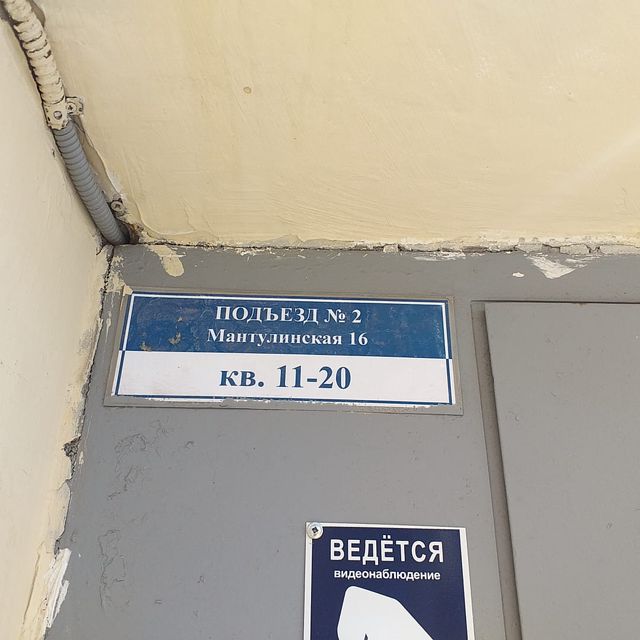 ПОДЪЕЗД № 2
Мантулинская 16
кв. 11-20
ВЕДЁТСЯ
видеонаблюдение